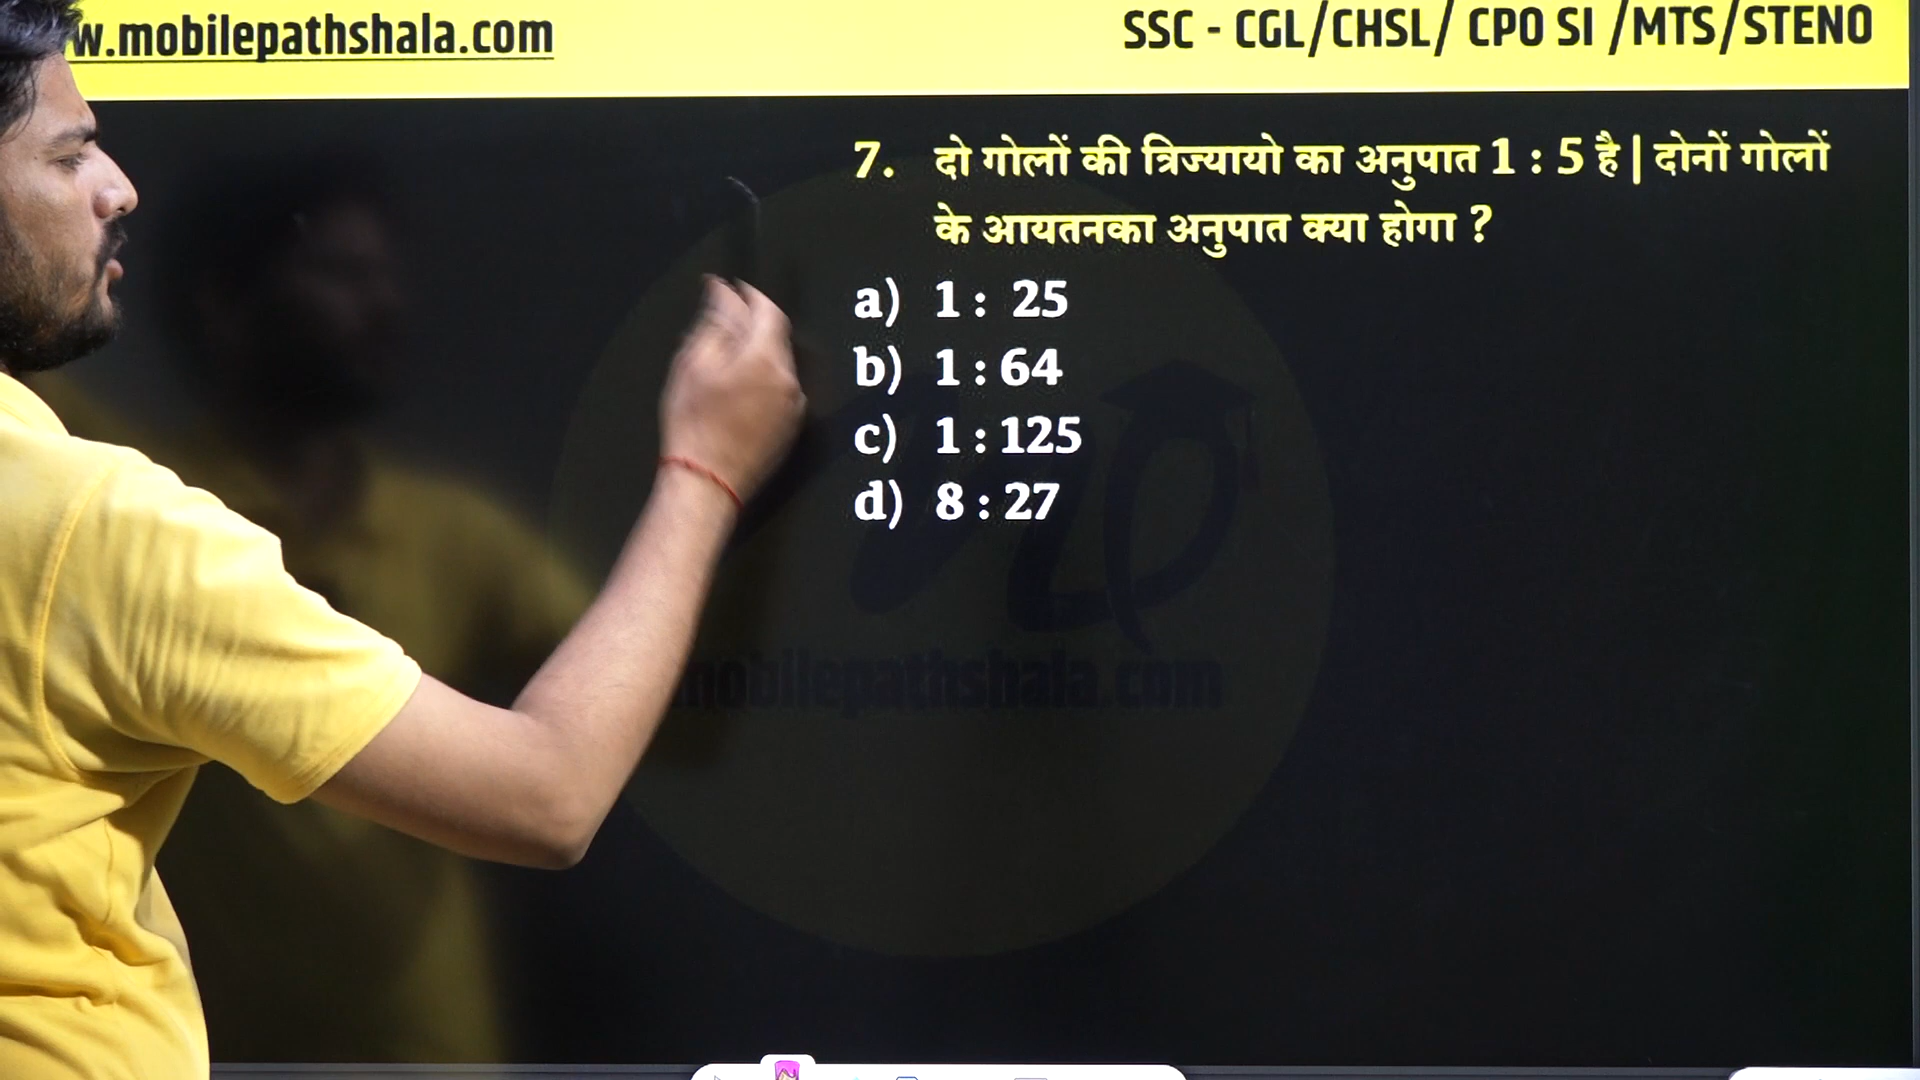 w.mobilepathshala.com
SSC - CGL/CHSL/ CPO SI /MTS/STENO
7. दो गोलों की त्रिज्यायो का अनुपात 1 : 5 है | दोनों गोलों
के आयतनका अनुपात क्या होगा ?
a) 1 : 25
b) 1 : 64
c) 1 : 125
d) 8 : 27
mobilepathshala.com